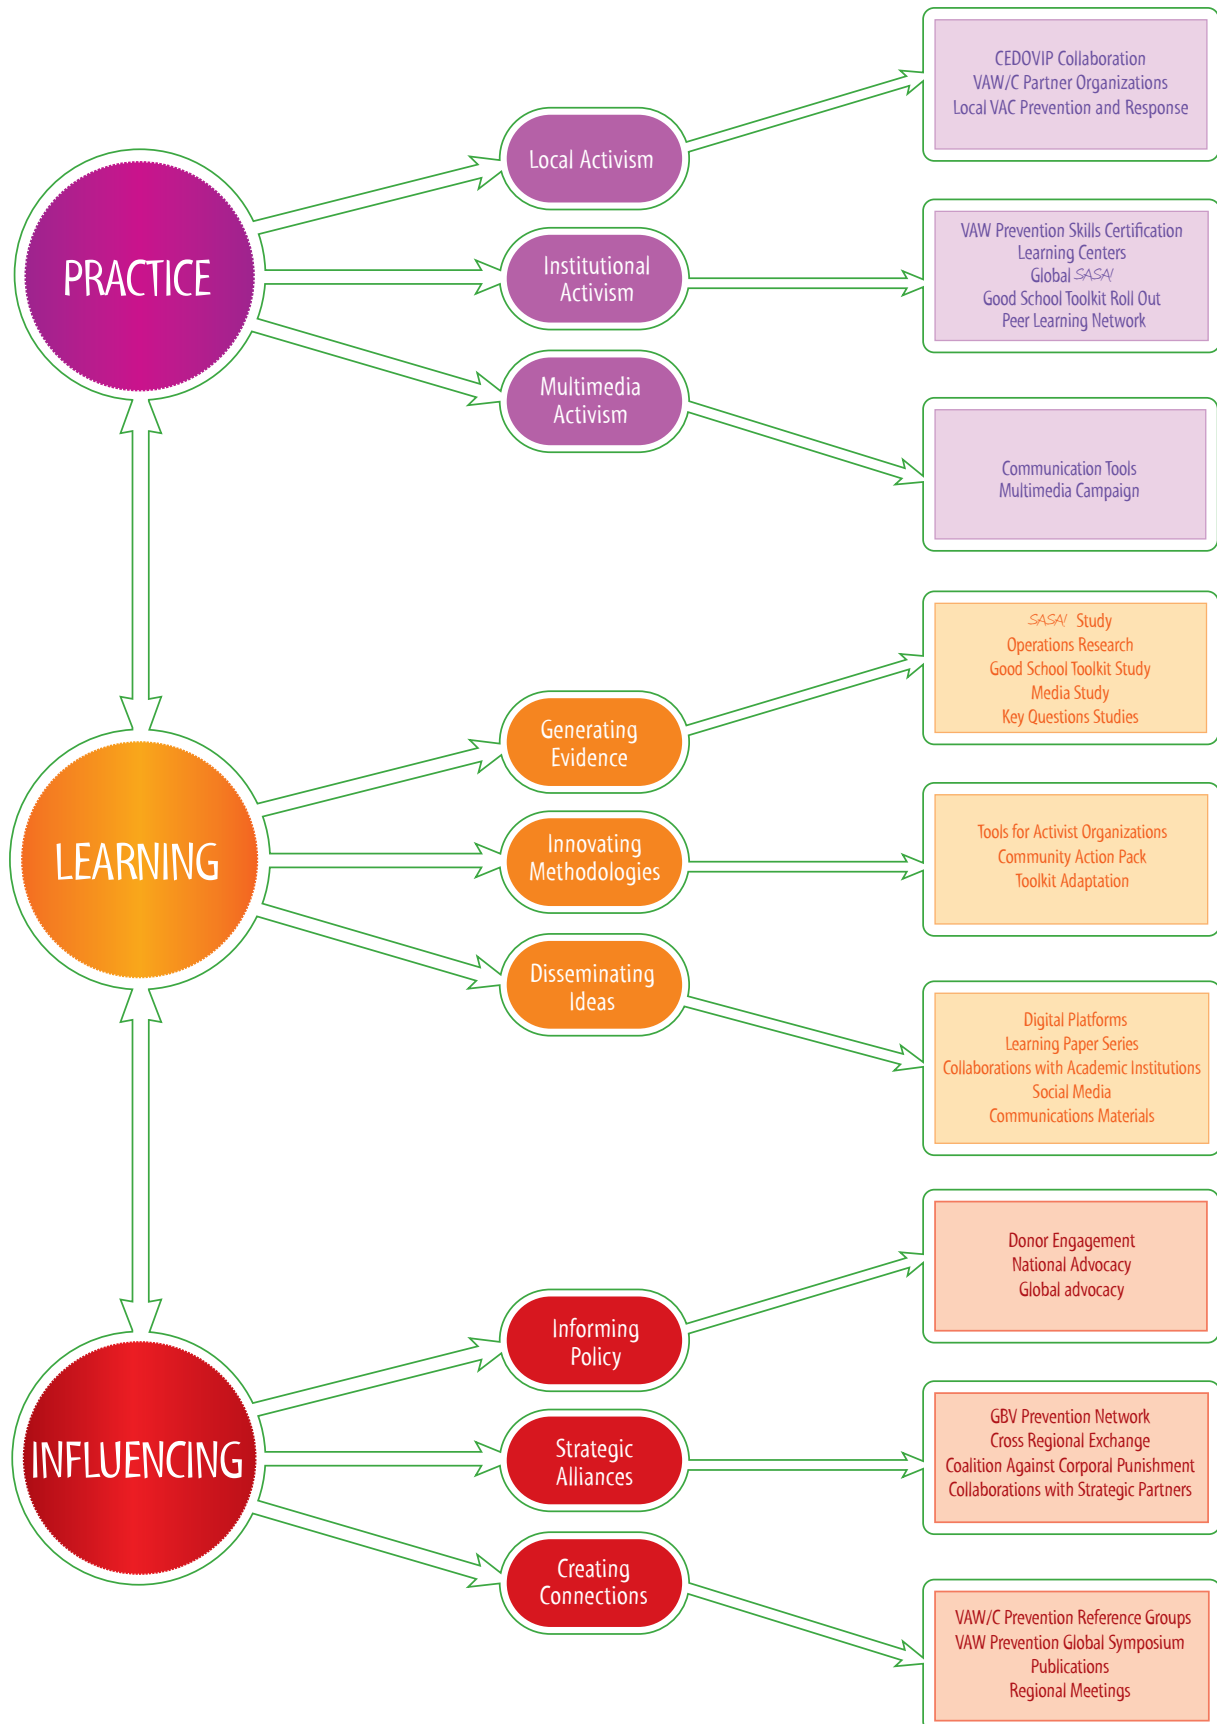 PRACTICE
Local Activism
CEDOVIP Collaboration
VAW/C Partner Organizations
Local VAC Prevention and Response
Institutional
Activism
VAW Prevention Skills Certification
Learning Centers
Global SASA!
Good School Toolkit Roll Out
Peer Learning Network
Multimedia
Activism
Communication Tools
Multimedia Campaign
LEARNING
Generating
Evidence
SASA! Study
Operations Research
Good School Toolkit Study
Media Study
Key Questions Studies
Innovating
Methodologies
Tools for Activist Organizations
Community Action Pack
Toolkit Adaptation
Disseminating
Ideas
Digital Platforms
Learning Paper Series
Collaborations with Academic Institutions
Social Media
Communications Materials
INFLUENCING
Informing
Policy
Donor Engagement
National Advocacy
Global advocacy
Strategic
Alliances
GBV Prevention Network
Cross Regional Exchange
Coalition Against Corporal Punishment
Collaborations with Strategic Partners
Creating
Connections
VAW/C Prevention Reference Groups
VAW Prevention Global Symposium
Publications
Regional Meetings